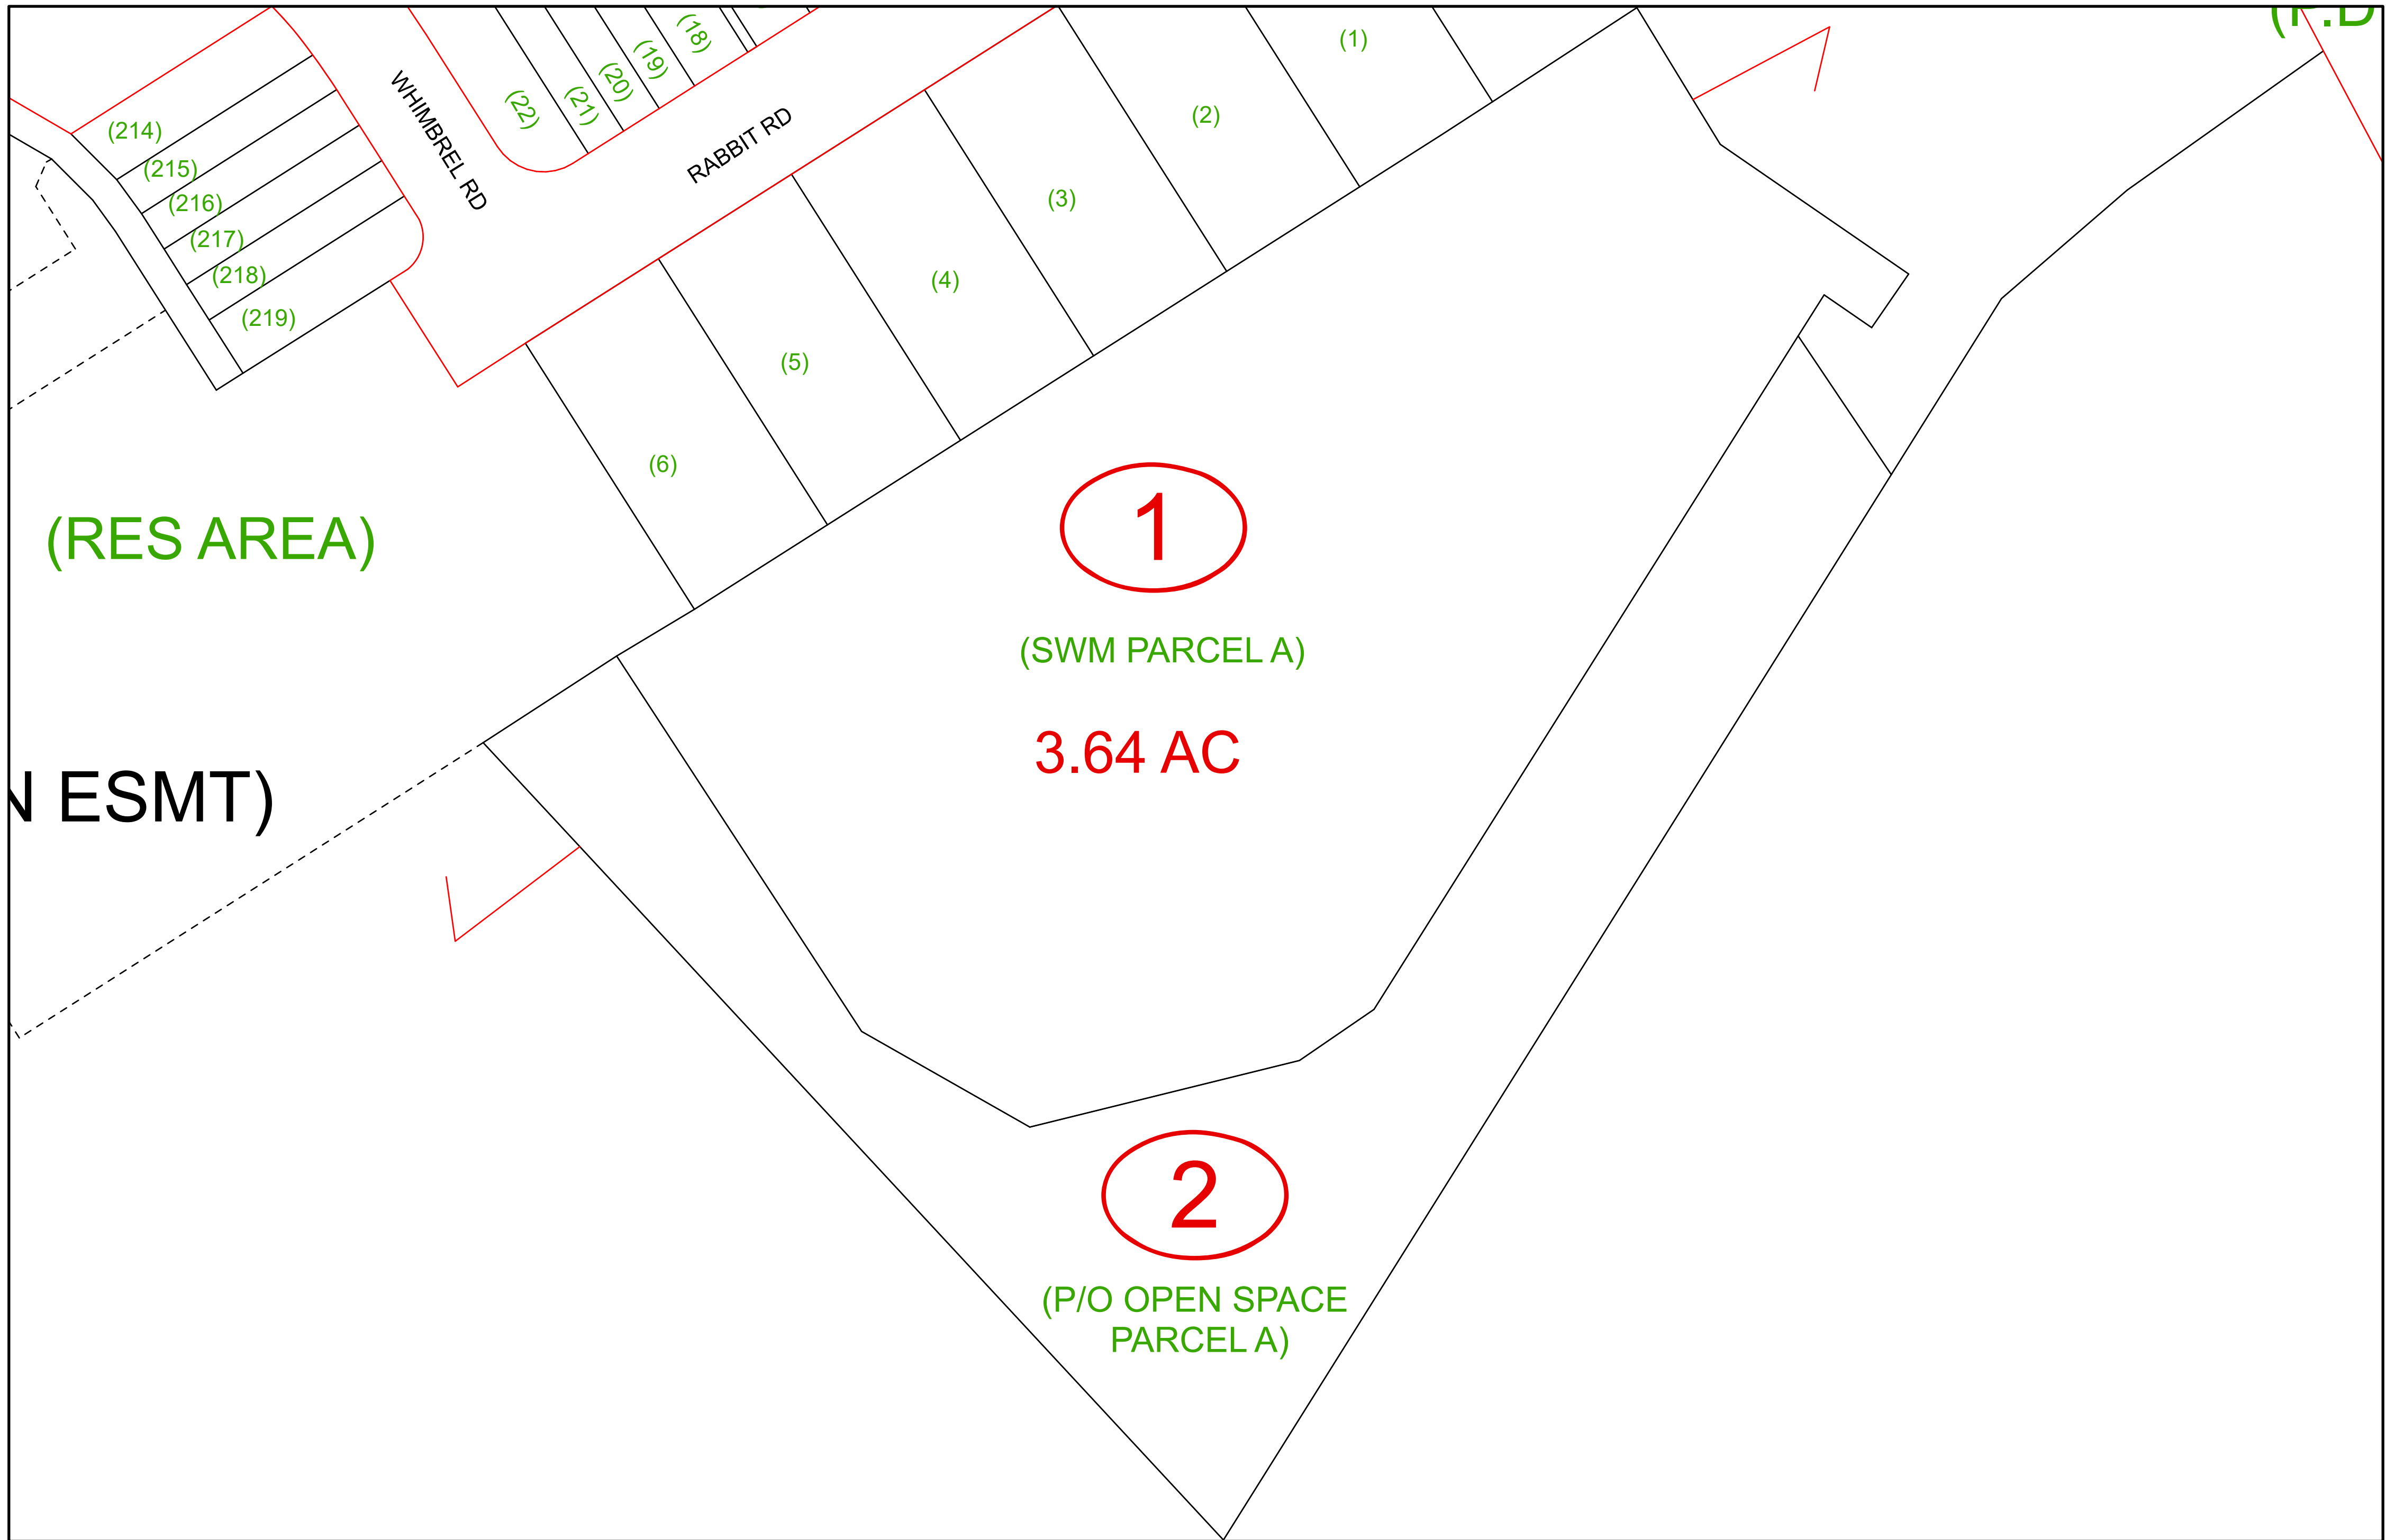 (1)
(18)
(19)
(20)
(21)
(22)
(2)
WHIMBREL RD
RABBIT RD
(214)
(215)
(216)
(217)
(218)
(219)
(3)
(4)
(5)
(6)
1
(SWM PARCEL A)
3.64 AC
(RES AREA)
N ESMT)
2
(P/O OPEN SPACE
PARCEL A)